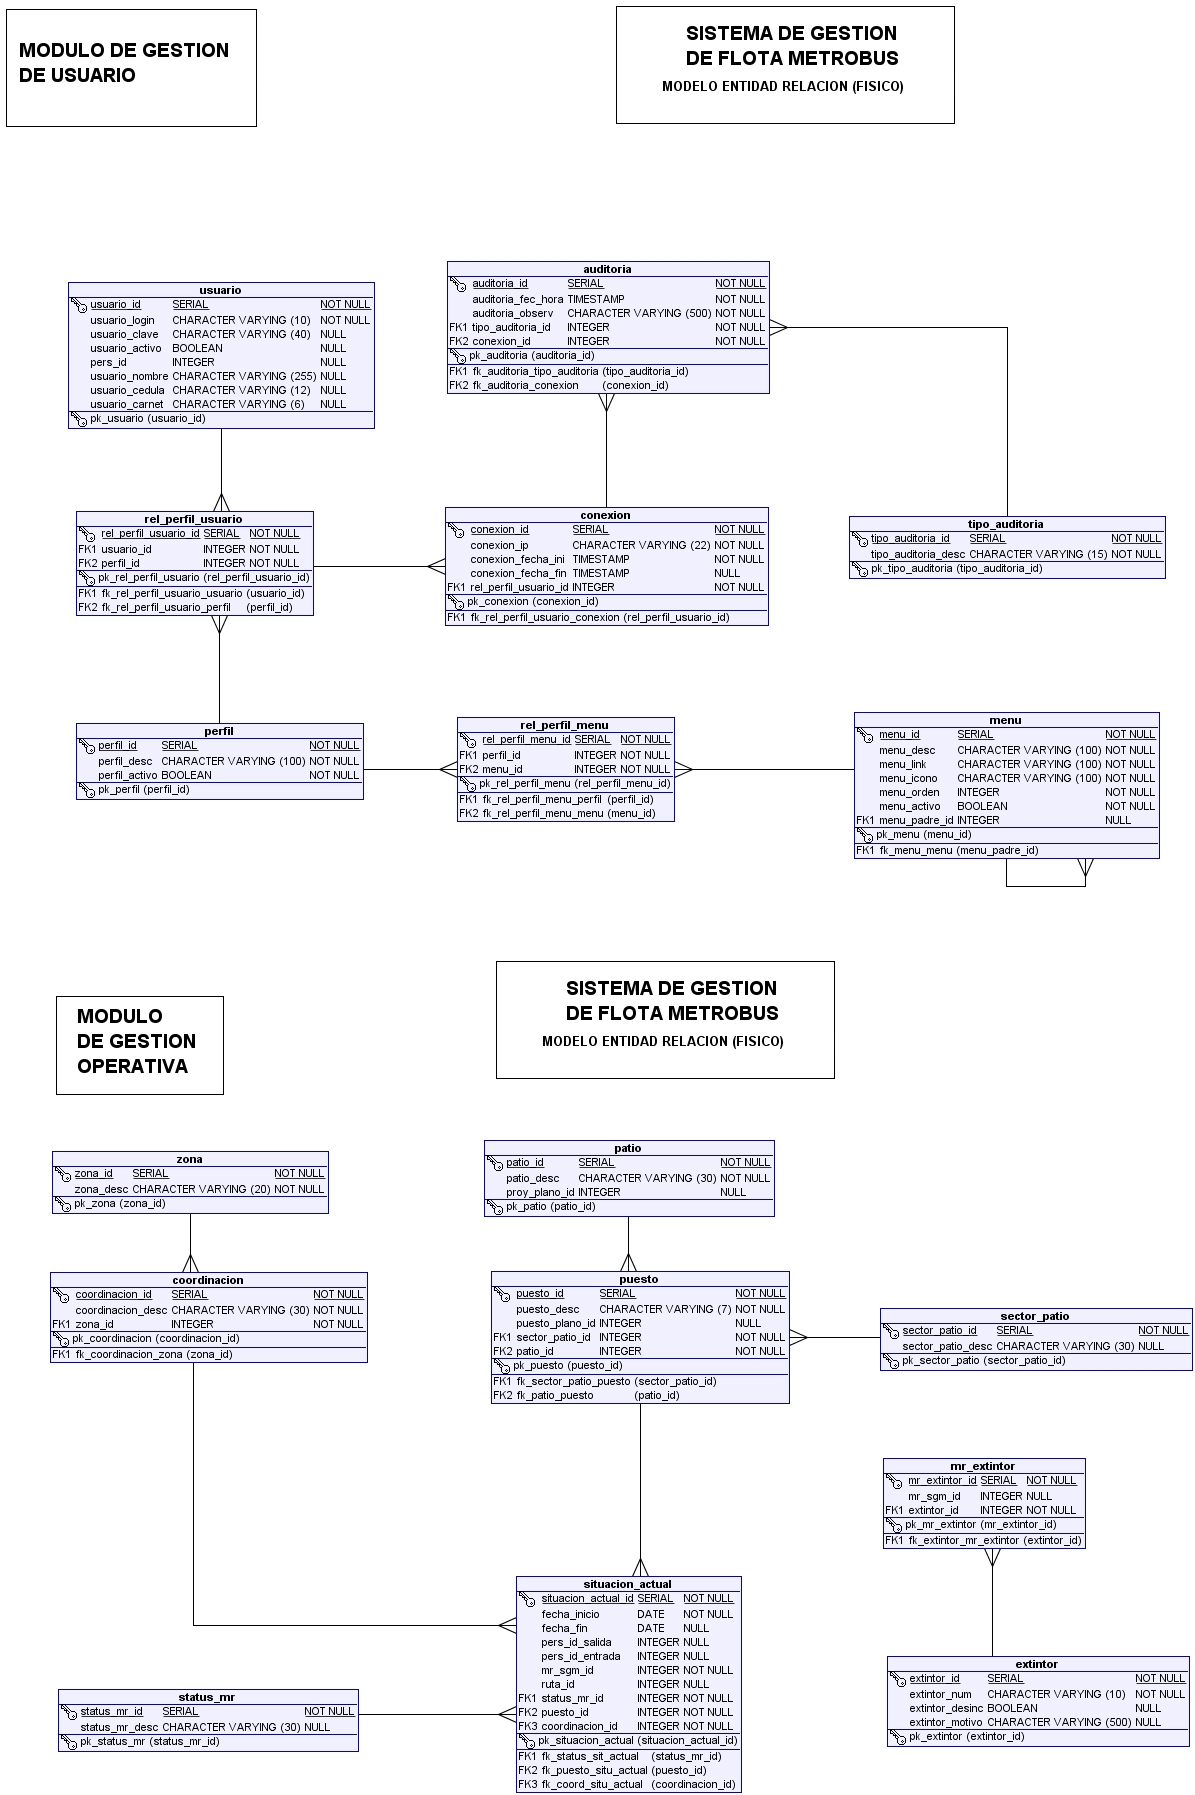 MODULO DE GESTION
DE USUARIO
SISTEMA DE GESTION
DE FLOTA METROBUS
MODELO ENTIDAD RELACION (FISICO)
usuario
usuario_id SERIAL NOT NULL
usuario_login CHARACTER VARYING (10) NOT NULL
usuario_clave CHARACTER VARYING (40) NULL
usuario_activo BOOLEAN NULL
pers_id INTEGER NULL
usuario_nombre CHARACTER VARYING (255) NULL
usuario_cedula CHARACTER VARYING (12) NULL
usuario_carnet CHARACTER VARYING (6) NULL
pk_usuario (usuario_id)
auditoria
auditoria_id SERIAL NOT NULL
auditoria_fec_hora TIMESTAMP NOT NULL
auditoria_observ CHARACTER VARYING (500) NOT NULL
FK1 tipo_auditoria_id INTEGER NOT NULL
FK2 conexion_id INTEGER NOT NULL
pk_auditoria (auditoria_id)
FK1 fk_auditoria_tipo_auditoria (tipo_auditoria_id)
FK2 fk_auditoria_conexion (conexion_id)
rel_perfil_usuario
rel_perfil_usuario_id SERIAL NOT NULL
FK1 usuario_id INTEGER NOT NULL
FK2 perfil_id INTEGER NOT NULL
pk_rel_perfil_usuario (rel_perfil_usuario_id)
FK1 fk_rel_perfil_usuario_usuario (usuario_id)
FK2 fk_rel_perfil_usuario_perfil (perfil_id)
conexion
conexion_id SERIAL NOT NULL
conexion_ip CHARACTER VARYING (22) NOT NULL
conexion_fecha_ini TIMESTAMP NOT NULL
conexion_fecha_fin TIMESTAMP NULL
FK1 rel_perfil_usuario_id INTEGER NOT NULL
pk_conexion (conexion_id)
FK1 fk_rel_perfil_usuario_conexion (rel_perfil_usuario_id)
tipo_auditoria
tipo_auditoria_id SERIAL NOT NULL
tipo_auditoria_desc CHARACTER VARYING (15) NOT NULL
pk_tipo_auditoria (tipo_auditoria_id)
perfil
perfil_id SERIAL NOT NULL
perfil_desc CHARACTER VARYING (100) NOT NULL
perfil_activo BOOLEAN NOT NULL
pk_perfil (perfil_id)
rel_perfil_menu
rel_perfil_menu_id SERIAL NOT NULL
FK1 perfil_id INTEGER NOT NULL
FK2 menu_id INTEGER NOT NULL
pk_rel_perfil_menu (rel_perfil_menu_id)
FK1 fk_rel_perfil_menu_perfil (perfil_id)
FK2 fk_rel_perfil_menu_menu (menu_id)
menu
menu_id SERIAL NOT NULL
menu_desc CHARACTER VARYING (100) NOT NULL
menu_link CHARACTER VARYING (100) NOT NULL
menu_icono CHARACTER VARYING (100) NOT NULL
menu_orden INTEGER NOT NULL
menu_activo BOOLEAN NOT NULL
FK1 menu_padre_id INTEGER NULL
pk_menu (menu_id)
FK1 fk_menu_menu (menu_padre_id)
MODULO
DE GESTION
OPERATIVA
SISTEMA DE GESTION
DE FLOTA METROBUS
MODELO ENTIDAD RELACION (FISICO)
zona
zona_id SERIAL NOT NULL
zona_desc CHARACTER VARYING (20) NOT NULL
pk_zona (zona_id)
patio
patio_id SERIAL NOT NULL
patio_desc CHARACTER VARYING (30) NOT NULL
proy_plano_id INTEGER NULL
pk_patio (patio_id)
coordinacion
coordinacion_id SERIAL NOT NULL
coordinacion_desc CHARACTER VARYING (30) NOT NULL
FK1 zona_id INTEGER NOT NULL
pk_coordinacion (coordinacion_id)
FK1 fk_coordinacion_zona (zona_id)
puesto
puesto_id SERIAL NOT NULL
puesto_desc CHARACTER VARYING (7) NOT NULL
puesto_plano_id INTEGER NULL
FK1 sector_patio_id INTEGER NOT NULL
FK2 patio_id INTEGER NOT NULL
pk_puesto (puesto_id)
FK1 fk_sector_patio_puesto (sector_patio_id)
FK2 fk_patio_puesto (patio_id)
sector_patio
sector_patio_id SERIAL NOT NULL
sector_patio_desc CHARACTER VARYING (30) NULL
pk_sector_patio (sector_patio_id)
mr_extintor
mr_extintor_id SERIAL NOT NULL
mr_sgm_id INTEGER NULL
FK1 extintor_id INTEGER NOT NULL
pk_mr_extintor (mr_extintor_id)
FK1 fk_extintor_mr_extintor (extintor_id)
situacion_actual
situacion_actual_id SERIAL NOT NULL
fecha_inicio DATE NOT NULL
fecha_fin DATE NULL
pers_id_salida INTEGER NULL
pers_id_entrada INTEGER NULL
mr_sgm_id INTEGER NOT NULL
ruta_id INTEGER NULL
FK1 status_mr_id INTEGER NOT NULL
FK2 puesto_id INTEGER NOT NULL
FK3 coordinacion_id INTEGER NOT NULL
pk_situacion_actual (situacion_actual_id)
FK1 fk_status_sit_actual (status_mr_id)
FK2 fk_puesto_situ_actual (puesto_id)
FK3 fk_coord_situ_actual (coordinacion_id)
status_mr
status_mr_id SERIAL NOT NULL
status_mr_desc CHARACTER VARYING (30) NULL
pk_status_mr (status_mr_id)
extintor
extintor_id SERIAL NOT NULL
extintor_num CHARACTER VARYING (10) NOT NULL
extintor_desinc BOOLEAN NULL
extintor_motivo CHARACTER VARYING (500) NULL
pk_extintor (extintor_id)